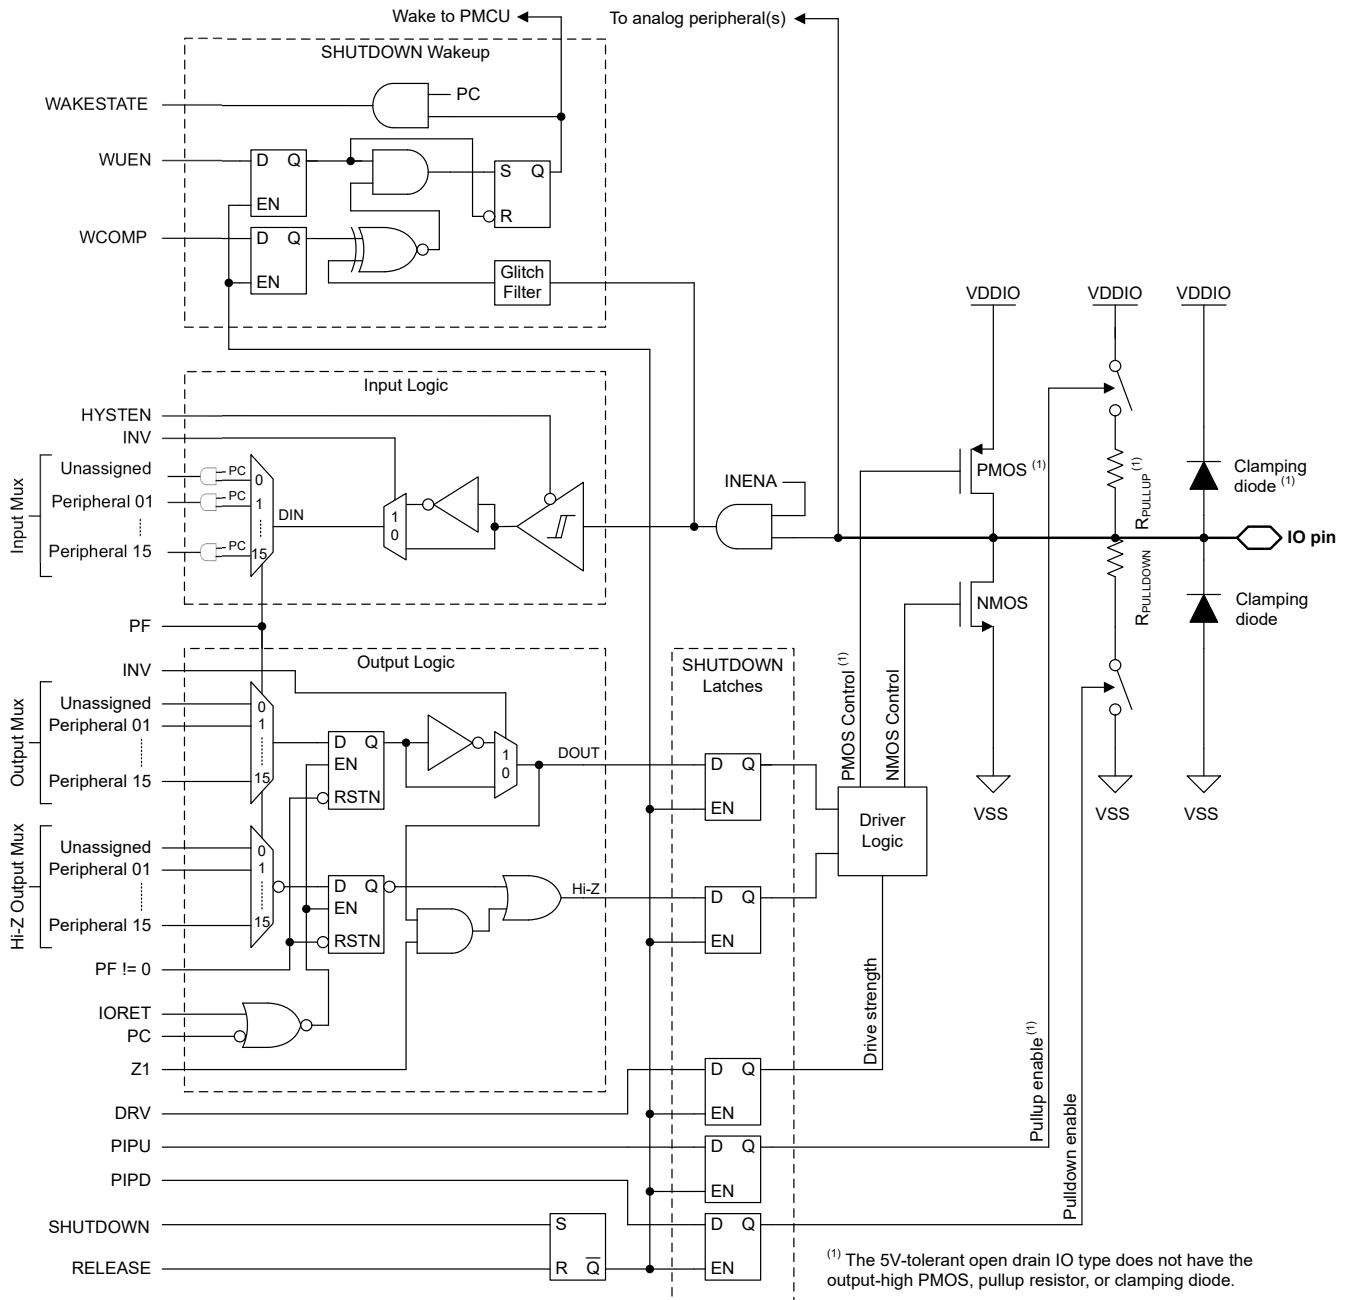 Wake to PMCU
To analog peripheral(s)
SHUTDOWN Wakeup
WAKESTATE
PC
WUEN
D Q
EN
S Q
R
WCOMP
D Q
EN
Glitch
Filter
VDDIO
VDDIO
VDDIO
Input Logic
HYSTEN
INV
Input Mux
Unassigned
PC
0
Peripheral 01
PC
1
Peripheral 15
PC
15
DIN
1
0
INENA
PMOS (1)
RPULLUP (1)
Clamping
diode (1)
IO pin
RPULLDOWN
NMOS
Clamping
diode
PF
INV
Output Logic
Output Mux
Unassigned
0
Peripheral 01
1
Peripheral 15
15
D Q
EN
RSTN
1
0
DOUT
SHUTDOWN
Latches
D Q
EN
PMOS Control (1)
NMOS Control
VSS
VSS
VSS
Driver
Logic
Hi-Z Output Mux
Unassigned
0
Peripheral 01
1
Peripheral 15
15
D Q
EN
RSTN
Hi-Z
D Q
EN
PF != 0
IORET
PC
Z1
Drive strength
DRV
D Q
EN
PIPU
D Q
EN
Pullup enable (1)
Pulldown enable
PIPD
D Q
EN
SHUTDOWN
S
RELEASE
R Q̅
(1) The 5V-tolerant open drain IO type does not have the
output-high PMOS, pullup resistor, or clamping diode.